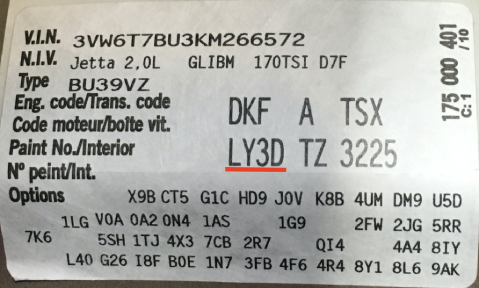 V.I.N. 3VW6T7BU3KM266572
N.I.V. Jetta 2,0L GLIBM 170TSI D7F
Type BU39VZ
175 000 401 /10
C: 1
Eng. code/Trans. code
Code moteur/boîte vit. DKF A TSX
Paint No./Interior LY3D TZ 3225
N° peint/Int.
Options X9B CT5 G1C HD9 J0V K8B 4UM DM9 U5D
1LG V0A 0A2 0N4 1AS 1G9 2FW 2JG 5RR
7K6 5SH 1TJ 4X3 7CB 2R7 QI4 4A4 8IY
L40 G26 I8F B0E 1N7 3FB 4F6 4R4 8Y1 8L6 9AK